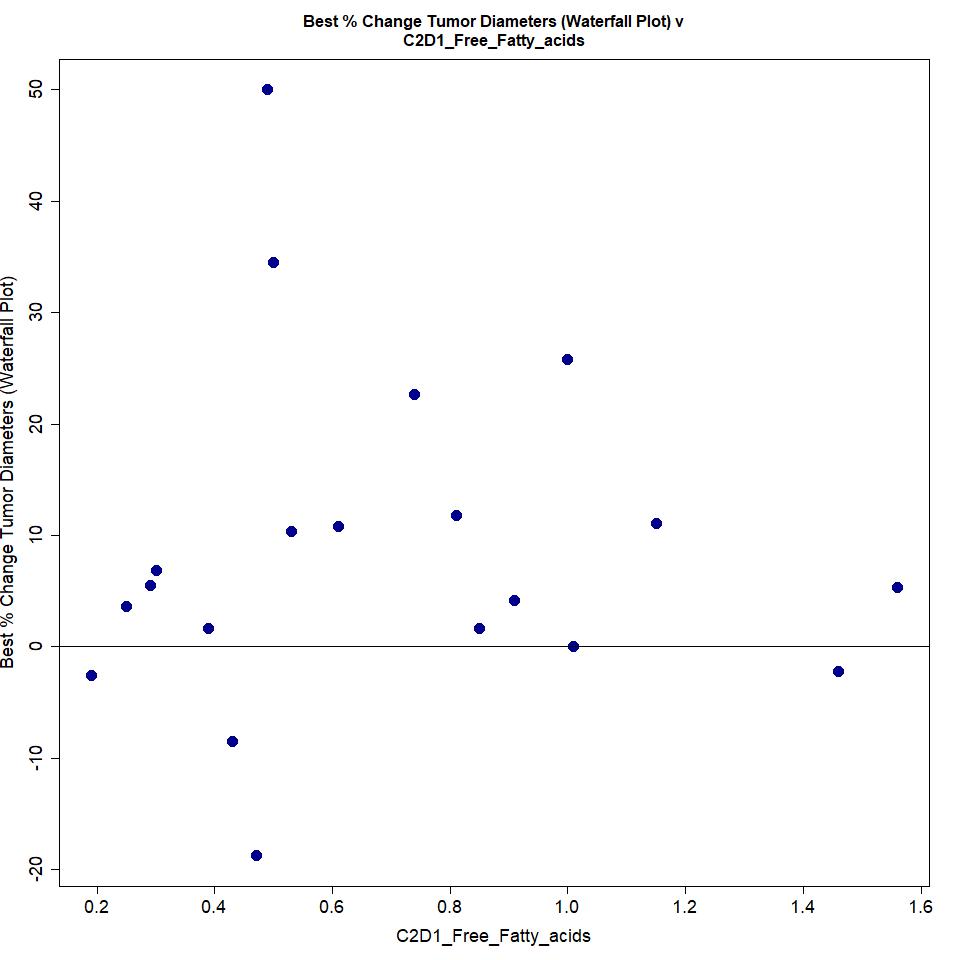 Best % Change Tumor Diameters (Waterfall Plot) v
C2D1_Free_Fatty_acids
Best % Change Tumor Diameters (Waterfall Plot)
50
40
30
20
10
0
-10
-20
0.2 0.4 0.6 0.8 1.0 1.2 1.4 1.6
C2D1_Free_Fatty_acids